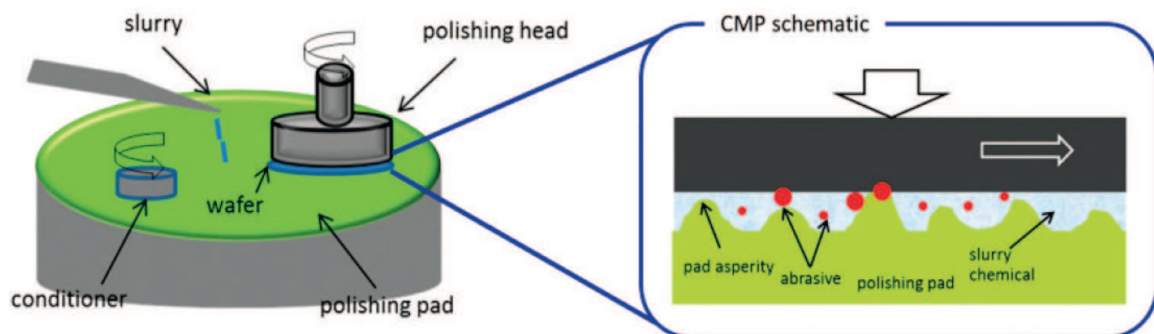 slurry
polishing head
wafer
conditioner
polishing pad
CMP schematic
pad asperity
abrasive
polishing pad
slurry
chemical